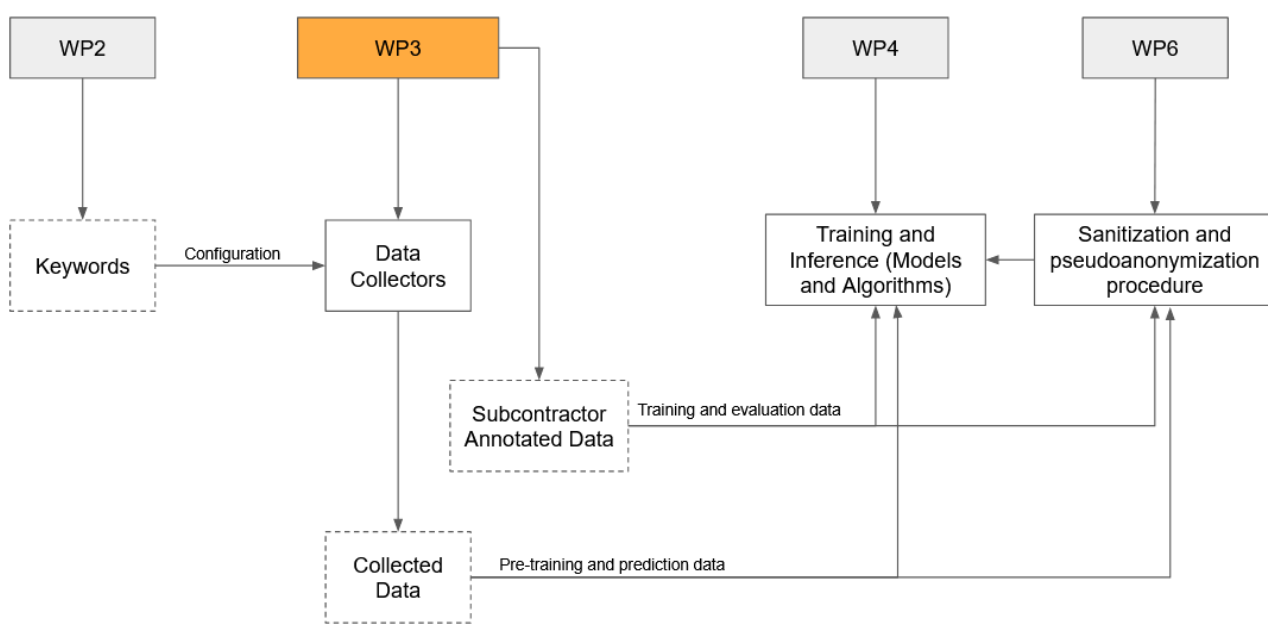 WP2
WP3
WP4
WP6
Keywords
Configuration
Data
Collectors
Training and
Inference (Models
and Algorithms)
Sanitization and
pseudoanonymization
procedure
Subcontractor
Annotated Data
Training and evaluation data
Collected
Data
Pre-training and prediction data